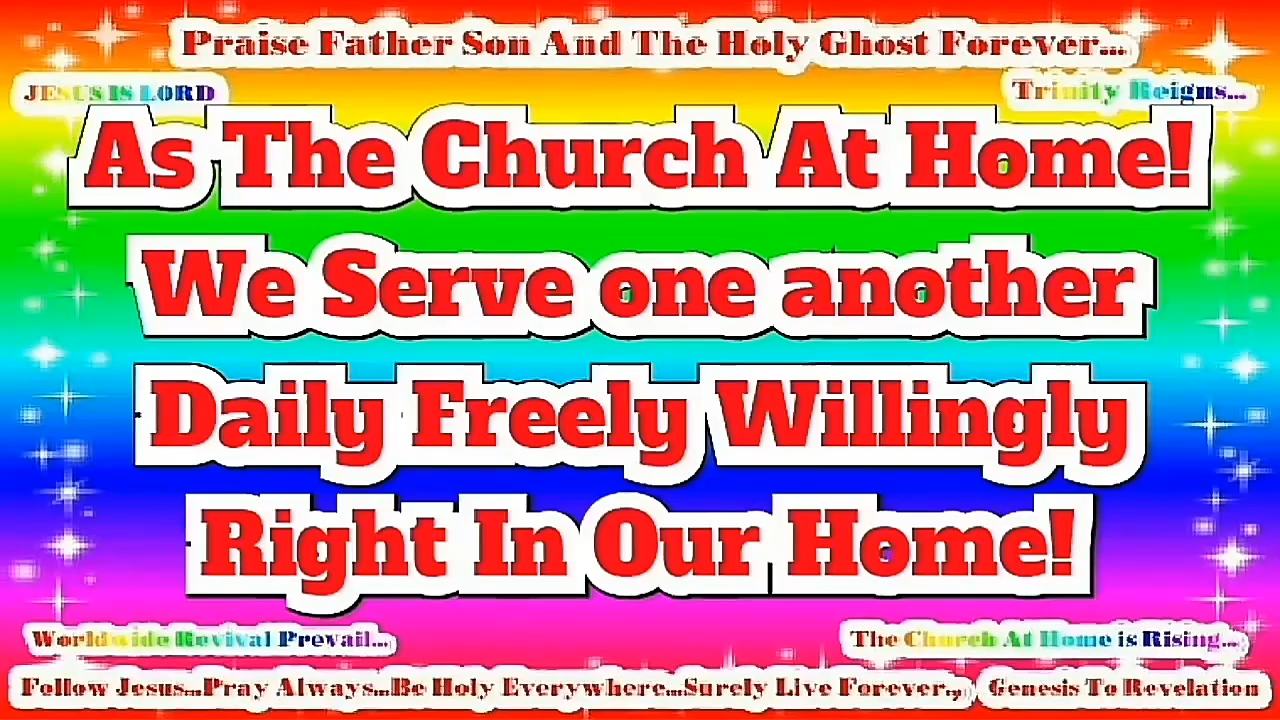 Praise Father Son And The Holy Ghost Forever...
JESUS IS LORD
Trinity Reigns...
As The Church At Home!
We Serve one another
Daily Freely Willingly
Right In Our Home!
Worldwide Revival Prevail...
The Church At Home is Rising...
Follow Jesus...Pray Always...Be Holy Everywhere...Surely Live Forever.,, Genesis To Revelation